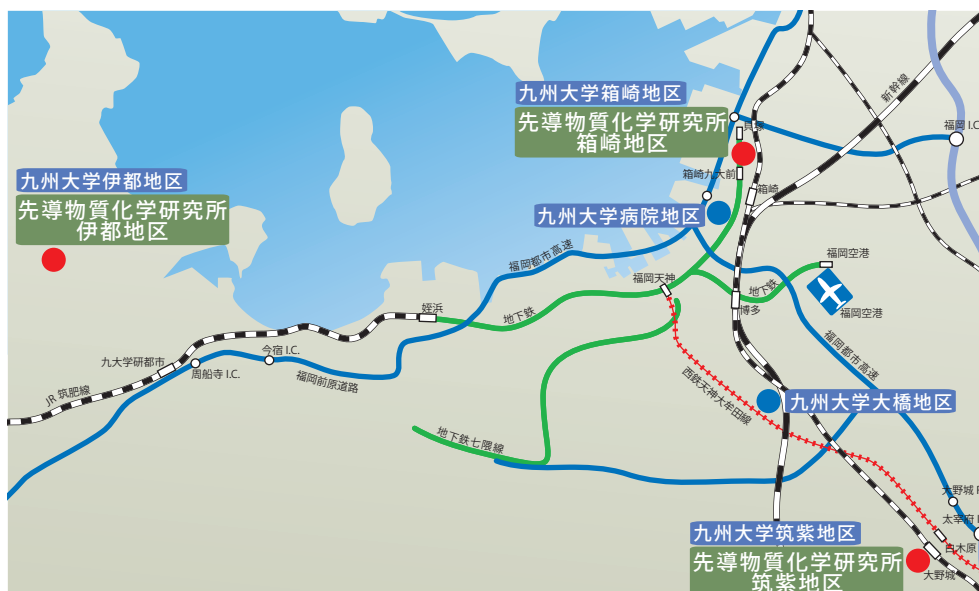 九州大学箱崎地区
先導物質化学研究所
箱崎地区
新幹線
福岡 I.C.
貝塚
箱崎九大前
箱崎
九州大学伊都地区
先導物質化学研究所
伊都地区
九州大学病院地区
福岡都市高速
福岡空港
福岡天神
地下鉄
福岡空港
博多
姪浜
地下鉄
福岡都市高速
今宿 I.C.
九大学研都市
周船寺 I.C.
福岡前原道路
JR 筑肥線
西鉄天神大牟田線
九州大学大橋地区
地下鉄七隈線
大野城
太宰府
白木原
九州大学筑紫地区
先導物質化学研究所
筑紫地区
大野城